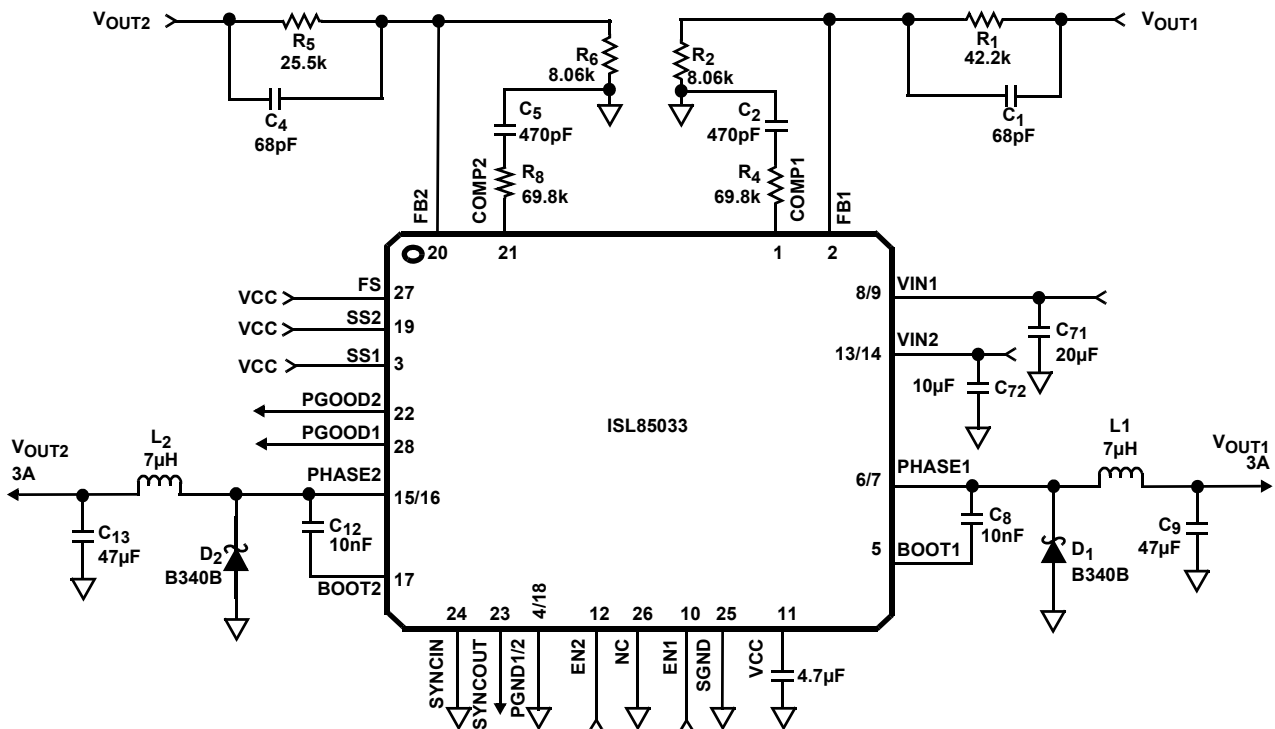 VOUT2
R5
25.5k
C4
68pF
R6
8.06k
R2
8.06k
R1
42.2k
VOUT1
C1
68pF
C5
470pF
C2
470pF
R8
69.8k
R4
69.8k
FB2
COMP2
COMP1
FB1
20
21
1
2
VCC
FS
27
VCC
SS2
19
VCC
SS1
3
PGOOD2
22
PGOOD1
28
PHASE2
15/16
BOOT2
17
ISL85033
8/9
VIN1
C71
20µF
13/14
VIN2
10µF
C72
6/7
PHASE1
5
BOOT1
VOUT2
3A
L2
7µH
C13
47µF
D2
B340B
C12
10nF
L1
7µH
VOUT1
3A
C8
10nF
D1
B340B
C9
47µF
24
23
4/18
12
26
10
25
11
SYNCIN
SYNCOUT
PGND1/2
EN2
NC
EN1
SGND
VCC
4.7µF